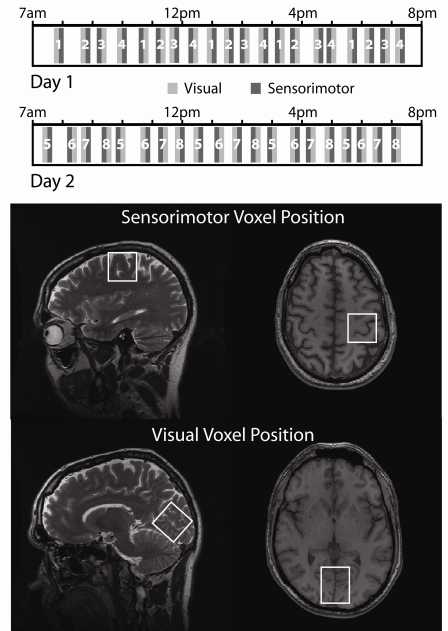 7am 12pm 4pm 8pm
1 2 3 4 1 2 3 4 1 2 3 4 1 2 3 4 1 2 3 4
Day 1
Visual Sensorimotor
7am 12pm 4pm 8pm
5 6 7 8 5 6 7 8 5 6 7 8 5 6 7 8 5 6 7 8
Day 2
Sensorimotor Voxel Position
Visual Voxel Position